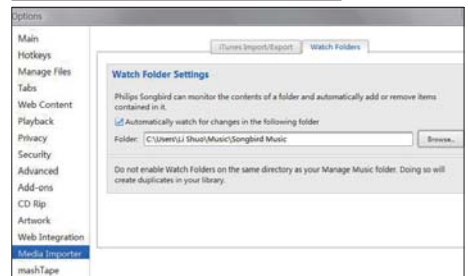 Options
Main
Hotkeys
Manage Files
Tabs
Web Content
Playback
Privacy
Security
Advanced
Add-ons
CD Rip
Artwork
Web Integration
Media Importer
mashTape
iTunes Import/Export Watch Folders
Watch Folder Settings
Philips Songbird can monitor the contents of a folder and automatically add or remove items
contained in it.
Automatically watch for changes in the following folder
Folder: C:\Users\Li Shuo\Music\Songbird Music Browse...
Do not enable Watch Folders on the same directory as your Manage Music folder. Doing so will
create duplicates in your library.